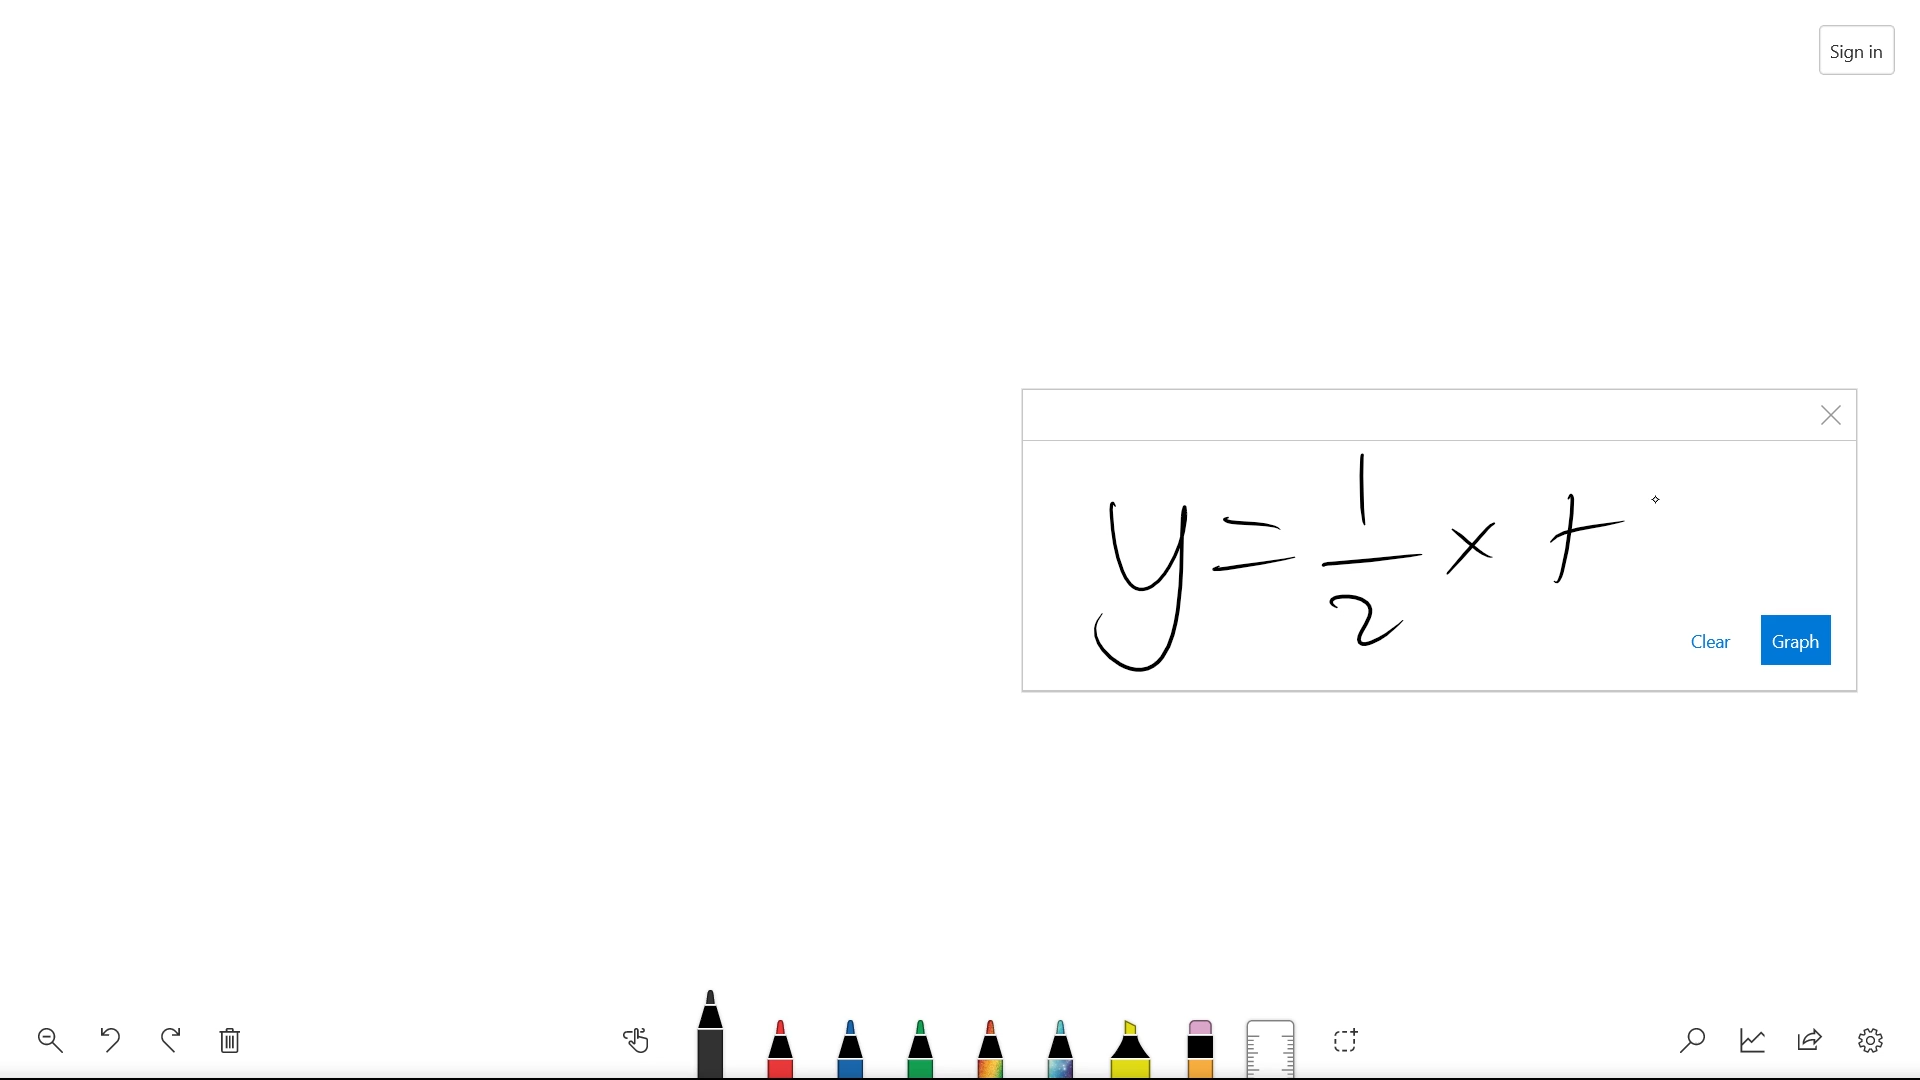 Sign in
y = 1/2 x +
Clear
Graph